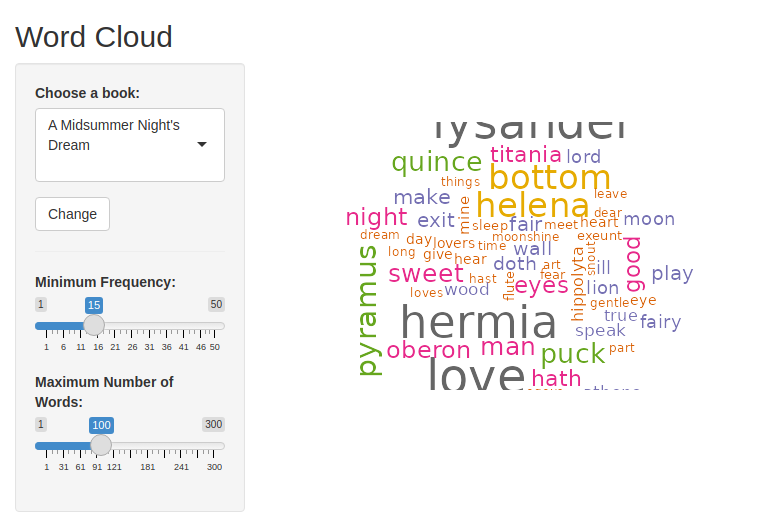 Word Cloud
Choose a book:
A Midsummer Night's
Dream
Change
Minimum Frequency:
1 15 50
1 6 11 16 21 26 31 36 41 46 50
Maximum Number of
Words:
1 100 300
1 31 61 91 121 181 241 300
lysander
quince titania lord
things bottom
make mine helena leave
night exit sleep fair meet heart dear moon
dream day lovers time moonshine exeunt
long give hear wall snout good
pyramus sweet hast doth art fear ill play
loves wood flute eyes hippolyta lion
gentle eye
hermia true fairy
speak
oberon man puck part
love hath
athens